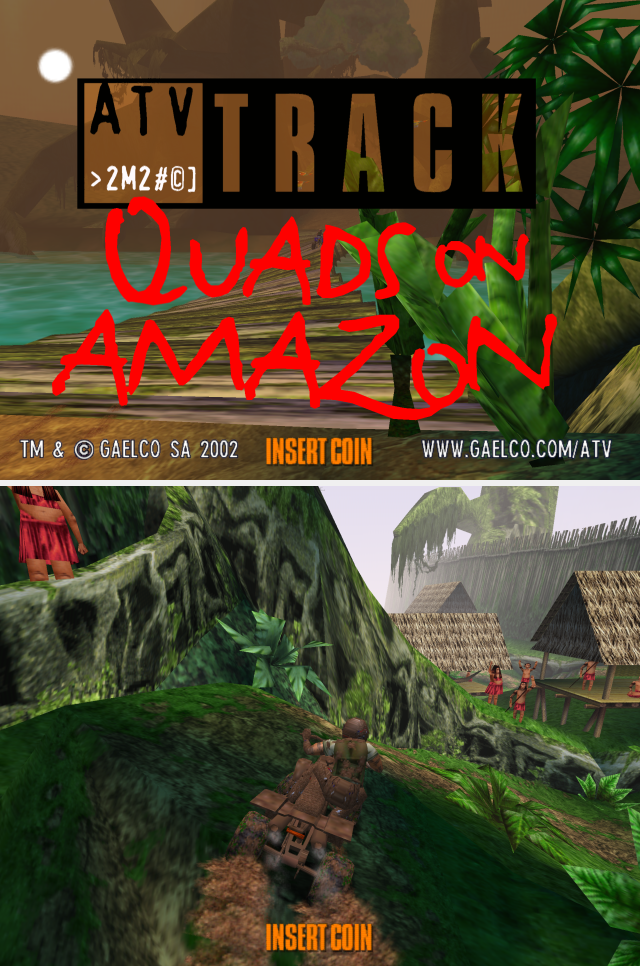 ATV TRACK
>2M2#©]
QUADS ON
AMAZON
TM & © GAELCO SA 2002 INSERT COIN WWW.GAELCO.COM/ATV
INSERT COIN